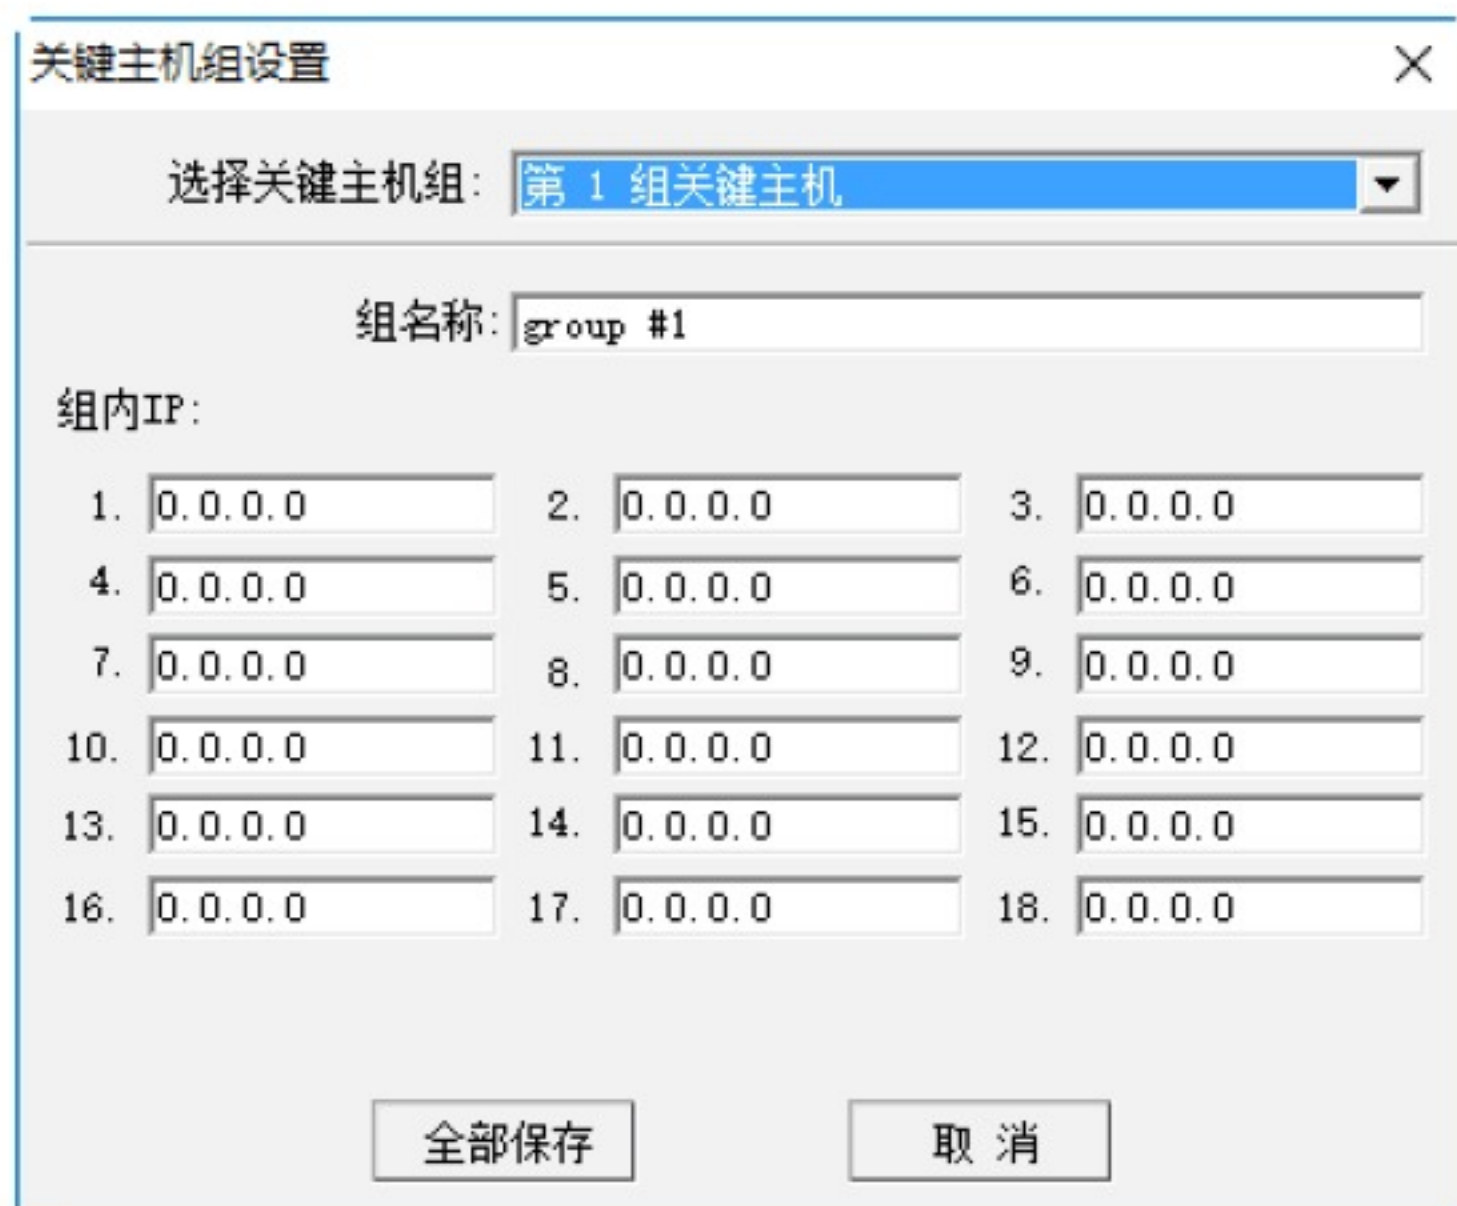 关键主机组设置
选择关键主机组: 第 1 组关键主机
组名称: group #1
组内IP:
1. 0.0.0.0 2. 0.0.0.0 3. 0.0.0.0
4. 0.0.0.0 5. 0.0.0.0 6. 0.0.0.0
7. 0.0.0.0 8. 0.0.0.0 9. 0.0.0.0
10. 0.0.0.0 11. 0.0.0.0 12. 0.0.0.0
13. 0.0.0.0 14. 0.0.0.0 15. 0.0.0.0
16. 0.0.0.0 17. 0.0.0.0 18. 0.0.0.0
全部保存 取 消